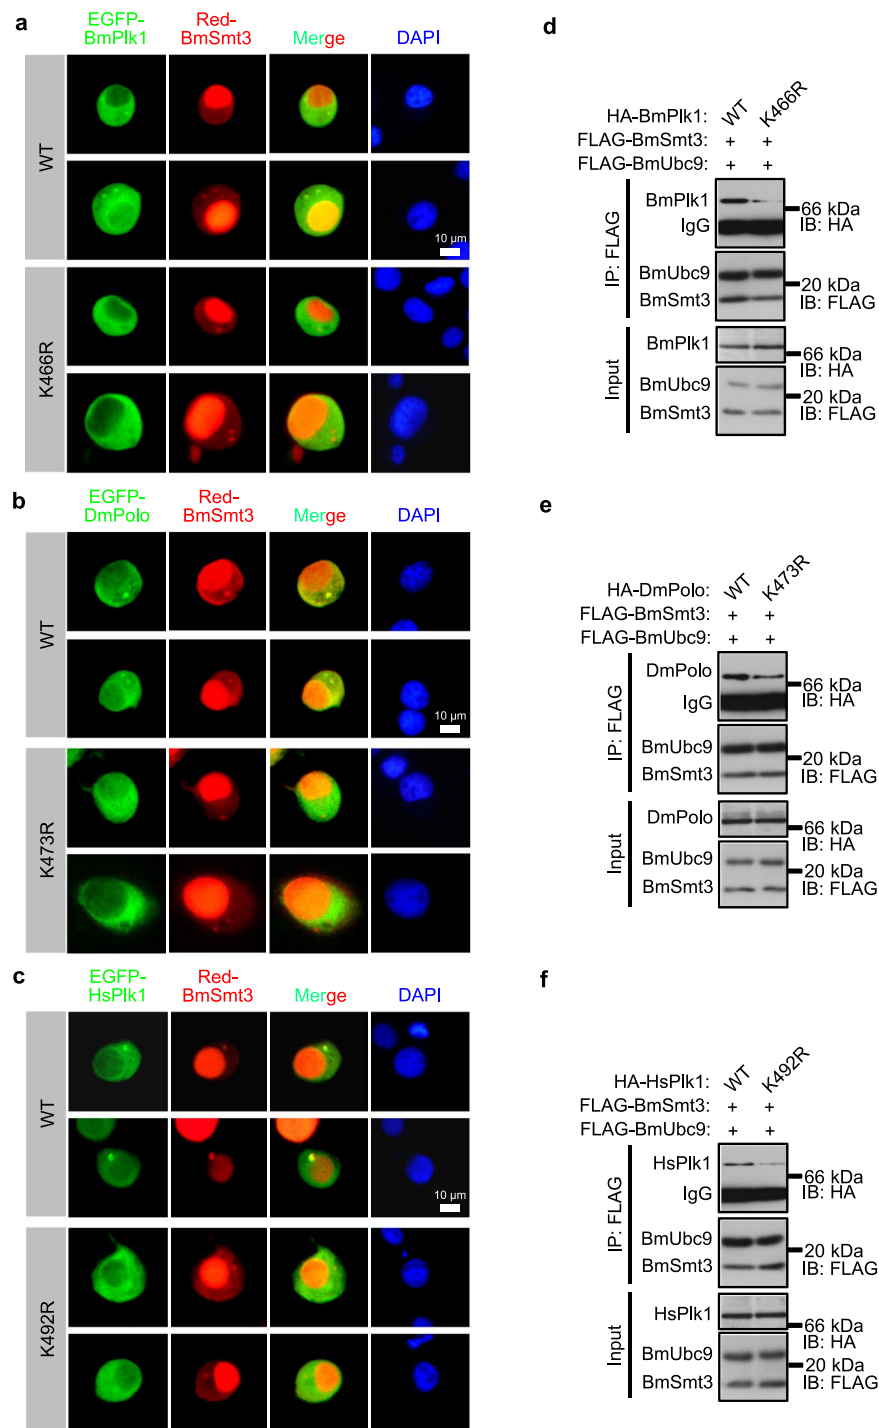 a
EGFP-
BmPlk1
Red-
BmSmt3
Merge
DAPI
WT
10 µm
K466R
b
EGFP-
DmPolo
Red-
BmSmt3
Merge
DAPI
WT
10 µm
K473R
c
EGFP-
HsPlk1
Red-
BmSmt3
Merge
DAPI
WT
10 µm
K492R
d
HA-BmPlk1: WT K466R
FLAG-BmSmt3: + +
FLAG-BmUbc9: + +
IP: FLAG
BmPlk1
66 kDa
IgG
IB: HA
BmUbc9
20 kDa
BmSmt3
IB: FLAG
Input
BmPlk1
66 kDa
IB: HA
BmUbc9
20 kDa
BmSmt3
IB: FLAG
e
HA-DmPolo: WT K473R
FLAG-BmSmt3: + +
FLAG-BmUbc9: + +
IP: FLAG
DmPolo
66 kDa
IgG
IB: HA
BmUbc9
20 kDa
BmSmt3
IB: FLAG
Input
DmPolo
66 kDa
IB: HA
BmUbc9
20 kDa
BmSmt3
IB: FLAG
f
HA-HsPlk1: WT K492R
FLAG-BmSmt3: + +
FLAG-BmUbc9: + +
IP: FLAG
HsPlk1
66 kDa
IgG
IB: HA
BmUbc9
20 kDa
BmSmt3
IB: FLAG
Input
HsPlk1
66 kDa
IB: HA
BmUbc9
20 kDa
BmSmt3
IB: FLAG